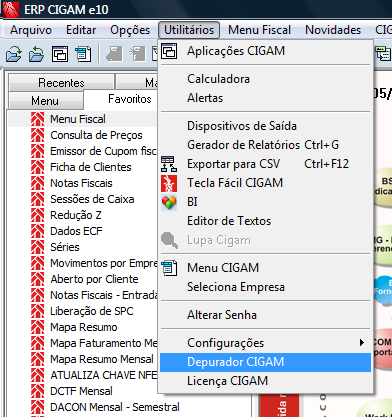 ERP CIGAM e10
Arquivo Editar Opções Utilitários Menu Fiscal Novidades
Recentes
Menu Favoritos
Menu Fiscal
Consulta de Preços
Emissor de Cupom fisc
Ficha de Clientes
Notas Fiscais
Sessões de Caixa
Redução Z
Dados ECF
Séries
Movimentos por Empre
Aberto por Cliente
Notas Fiscais - Entrada
Liberação de SPC
Mapa Resumo
Mapa Faturamento Me
Mapa Resumo Mensal
ATUALIZA CHAVE NFE
DCTF Mensal
DACON Mensal - Semestral
Aplicações CIGAM
Calculadora
Alertas
Dispositivos de Saída
Gerador de Relatórios Ctrl+G
Exportar para CSV Ctrl+F12
Tecla Fácil CIGAM
BI
Editor de Textos
Lupa Cigam
Menu CIGAM
Seleciona Empresa
Alterar Senha
Configurações
Depurador CIGAM
Licença CIGAM
05/